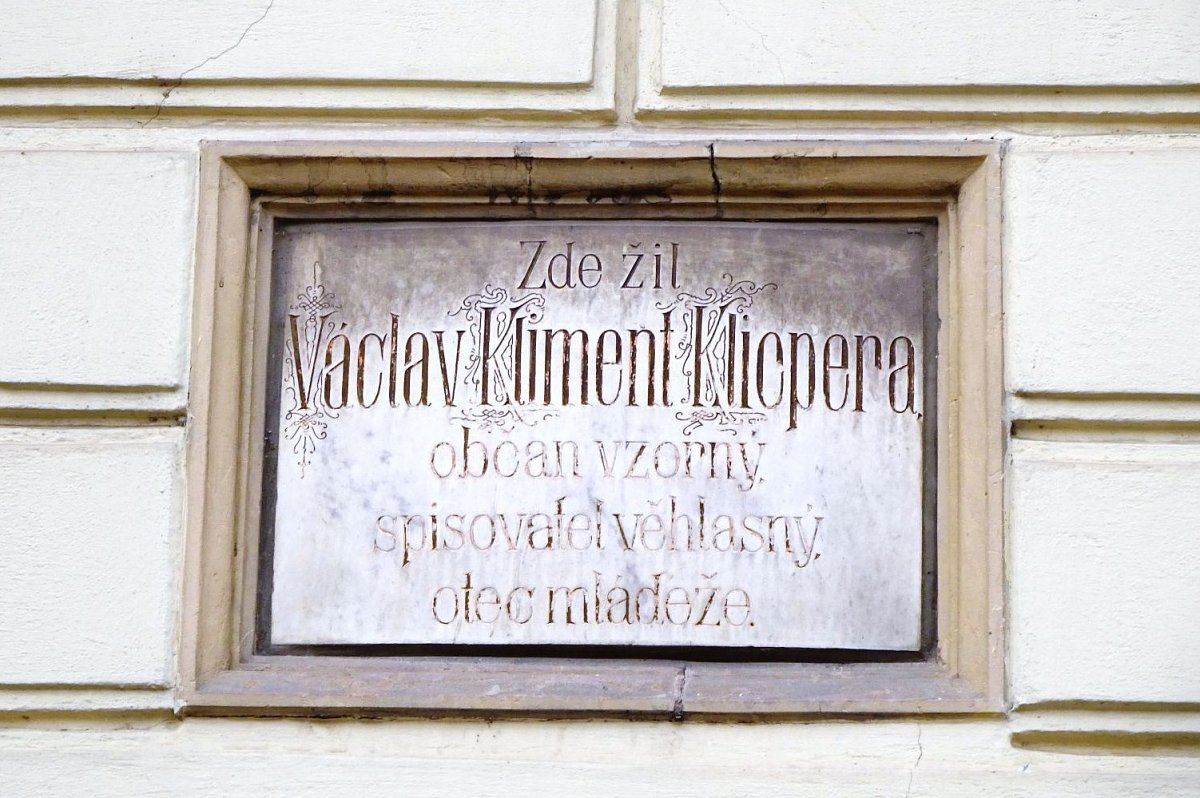 Zde žil
Václav Kliment Klicpera,
občan vzorný,
spisovatel věhlasný,
otec mládeže.